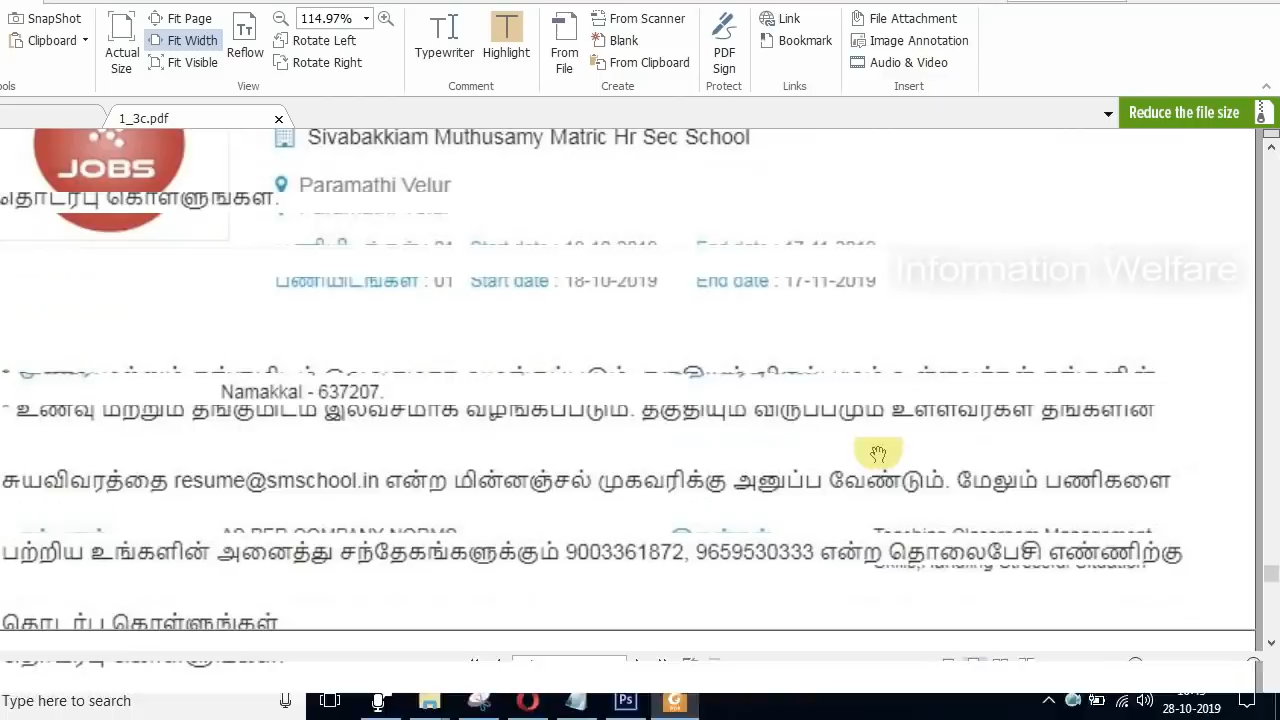 SnapShot
Clipboard
ols
Actual Size
Fit Page
Fit Width
Fit Visible
Reflow
114.97%
Rotate Left
Rotate Right
View
Typewriter
Highlight
Comment
From File
From Scanner
Blank
From Clipboard
Create
PDF Sign
Protect
Link
Bookmark
Links
File Attachment
Image Annotation
Audio & Video
Insert
1_3c.pdf
Reduce the file size
JOBS
Sivabakkiam Muthusamy Matric Hr Sec School
Paramathi Velur
தொடர்பு கொள்ளுங்கள்.
Information Welfare
பணியிடங்கள் : 01 Start date : 18-10-2019 End date : 17-11-2019
Namakkal - 637207.
* உணவு மற்றும் தங்குமிடம் இலவசமாக வழங்கப்படும். தகுதியும் விருப்பமும் உள்ளவர்கள் தங்களின்
சுயவிவரத்தை resume@smschool.in என்ற மின்னஞ்சல் முகவரிக்கு அனுப்ப வேண்டும். மேலும் பணிகளை
பற்றிய உங்களின் அனைத்து சந்தேகங்களுக்கும் 9003361872, 9659530333 என்ற தொலைபேசி எண்ணிற்கு
தொடர்பு கொள்ளுங்கள்
Type here to search
28-10-2019